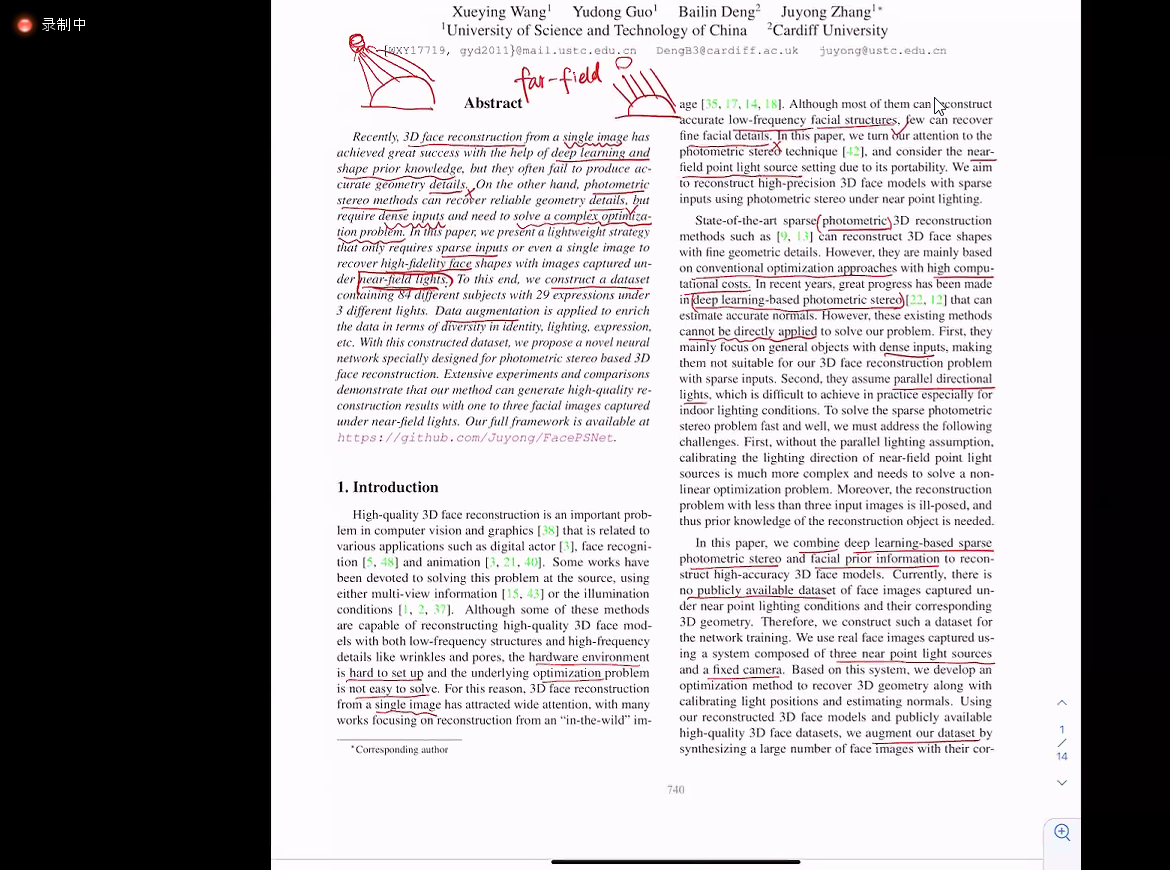 录制中
Xueying Wang¹ Yudong Guo¹ Bailin Deng² Juyong Zhang¹*
¹University of Science and Technology of China ²Cardiff University
{WXY17719, gyd2011}@mail.ustc.edu.cn DengB3@cardiff.ac.uk juyong@ustc.edu.cn
far-field
Abstract
Recently, 3D face reconstruction from a single image has
achieved great success with the help of deep learning and
shape prior knowledge, but they often fail to produce ac-
curate geometry details. On the other hand, photometric
stereo methods can recover reliable geometry details, but
require dense inputs and need to solve a complex optimiza-
tion problem. In this paper, we present a lightweight strategy
that only requires sparse inputs or even a single image to
recover high-fidelity face shapes with images captured un-
der near-field lights. To this end, we construct a dataset
containing 84 different subjects with 29 expressions under
3 different lights. Data augmentation is applied to enrich
the data in terms of diversity in identity, lighting, expression,
etc. With this constructed dataset, we propose a novel neural
network specially designed for photometric stereo based 3D
face reconstruction. Extensive experiments and comparisons
demonstrate that our method can generate high-quality re-
construction results with one to three facial images captured
under near-field lights. Our full framework is available at
https://github.com/Juyong/FacePSNet.
1. Introduction
High-quality 3D face reconstruction is an important prob-
lem in computer vision and graphics [38] that is related to
various applications such as digital actor [3], face recogni-
tion [5, 48] and animation [3, 21, 40]. Some works have
been devoted to solving this problem at the source, using
either multi-view information [15, 43] or the illumination
conditions [1, 2, 37]. Although some of these methods
are capable of reconstructing high-quality 3D face mod-
els with both low-frequency structures and high-frequency
details like wrinkles and pores, the hardware environment
is hard to set up and the underlying optimization problem
is not easy to solve. For this reason, 3D face reconstruction
from a single image has attracted wide attention, with many
works focusing on reconstruction from an “in-the-wild” im-
*Corresponding author
age [35, 17, 14, 18]. Although most of them can reconstruct
accurate low-frequency facial structures, few can recover
fine facial details. In this paper, we turn our attention to the
photometric stereo technique [42], and consider the near-
field point light source setting due to its portability. We aim
to reconstruct high-precision 3D face models with sparse
inputs using photometric stereo under near point lighting.
State-of-the-art sparse photometric 3D reconstruction
methods such as [9, 13] can reconstruct 3D face shapes
with fine geometric details. However, they are mainly based
on conventional optimization approaches with high compu-
tational costs. In recent years, great progress has been made
in deep learning-based photometric stereo [22, 12] that can
estimate accurate normals. However, these existing methods
cannot be directly applied to solve our problem. First, they
mainly focus on general objects with dense inputs, making
them not suitable for our 3D face reconstruction problem
with sparse inputs. Second, they assume parallel directional
lights, which is difficult to achieve in practice especially for
indoor lighting conditions. To solve the sparse photometric
stereo problem fast and well, we must address the following
challenges. First, without the parallel lighting assumption,
calibrating the lighting direction of near-field point light
sources is much more complex and needs to solve a non-
linear optimization problem. Moreover, the reconstruction
problem with less than three input images is ill-posed, and
thus prior knowledge of the reconstruction object is needed.
In this paper, we combine deep learning-based sparse
photometric stereo and facial prior information to recon-
struct high-accuracy 3D face models. Currently, there is
no publicly available dataset of face images captured un-
der near point lighting conditions and their corresponding
3D geometry. Therefore, we construct such a dataset for
the network training. We use real face images captured us-
ing a system composed of three near point light sources
and a fixed camera. Based on this system, we develop an
optimization method to recover 3D geometry along with
calibrating light positions and estimating normals. Using
our reconstructed 3D face models and publicly available
high-quality 3D face datasets, we augment our dataset by
synthesizing a large number of face images with their cor-
740
1
/
14